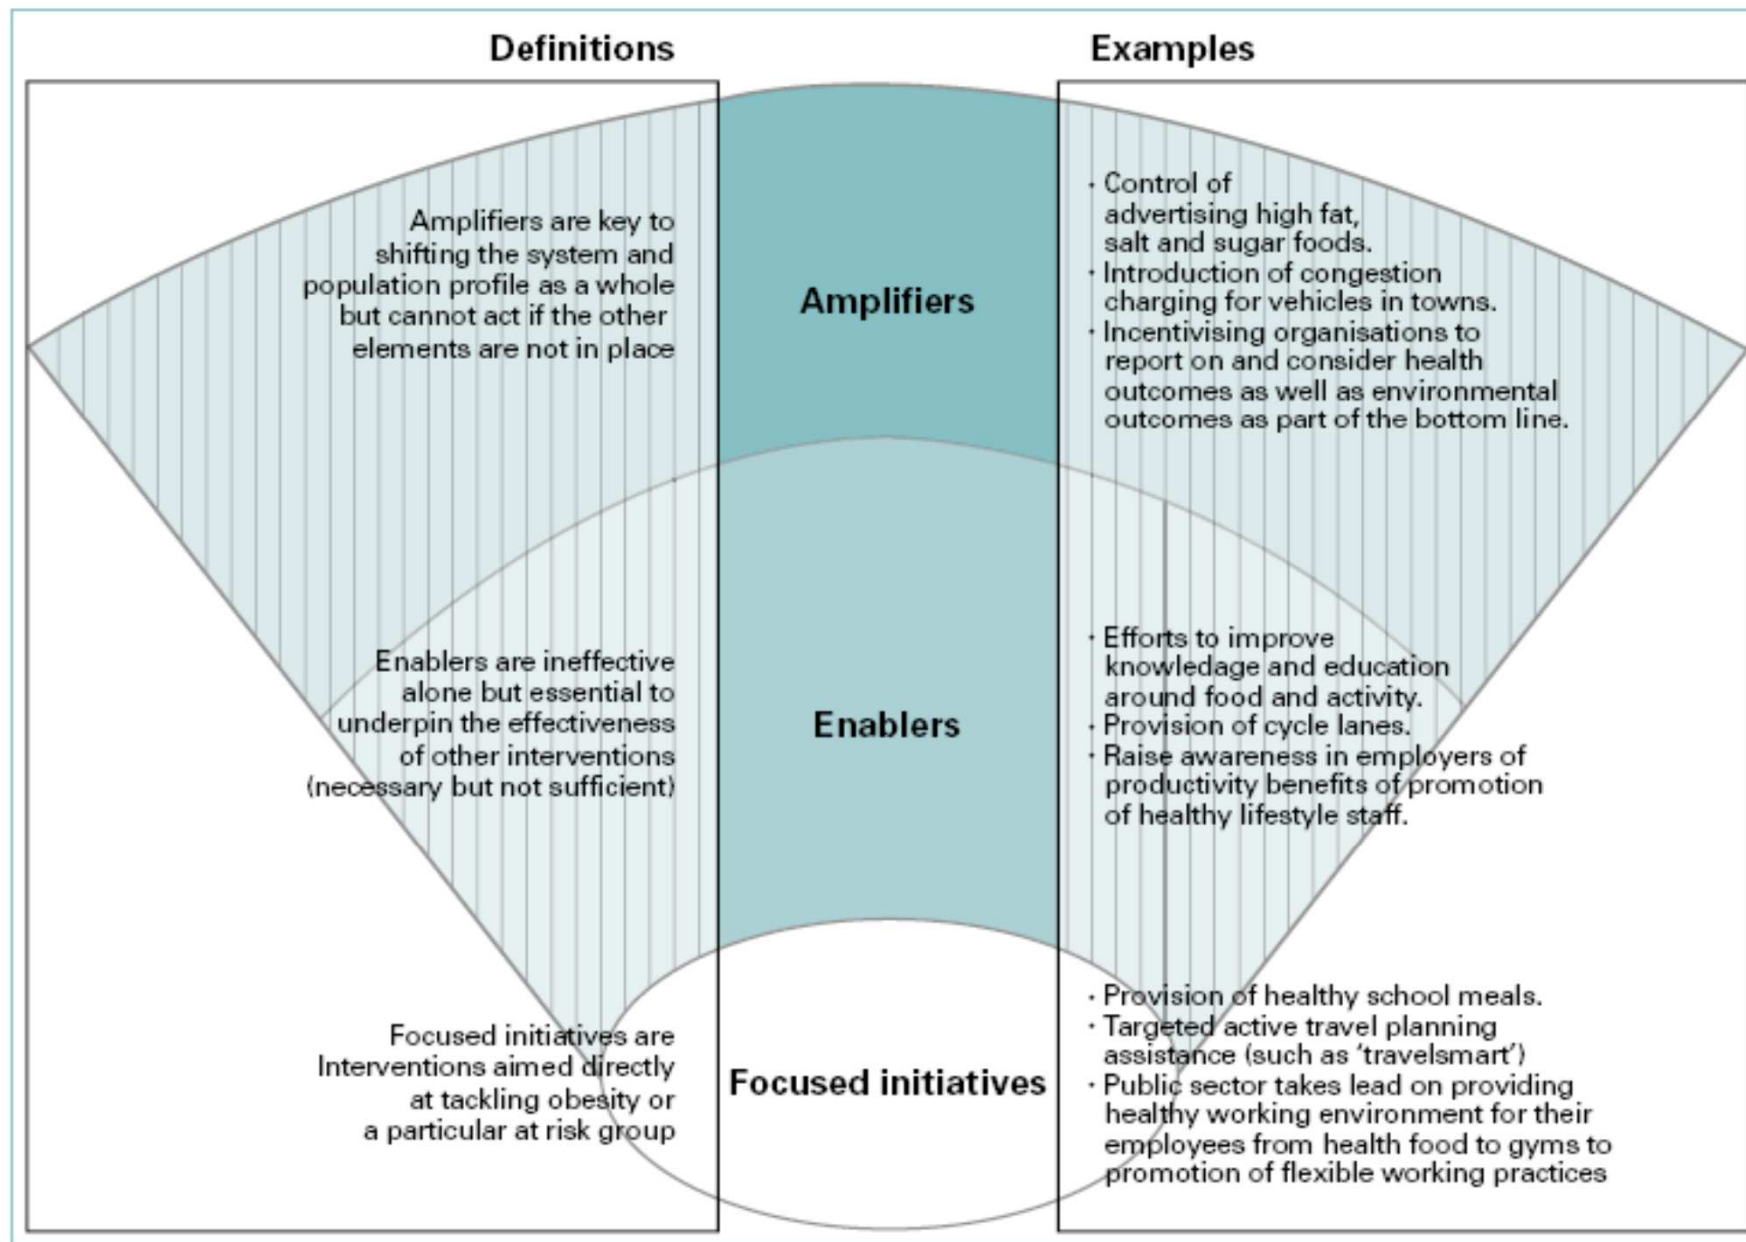 Definitions
Examples
Amplifiers are key to
shifting the system and
population profile as a whole
but cannot act if the other
elements are not in place
Amplifiers
· Control of
advertising high fat,
salt and sugar foods.
· Introduction of congestion
charging for vehicles in towns.
· Incentivising organisations to
report on and consider health
outcomes as well as environmental
outcomes as part of the bottom line.
Enablers are ineffective
alone but essential to
underpin the effectiveness
of other interventions
(necessary but not sufficient)
Enablers
· Efforts to improve
knowledage and education
around food and activity.
· Provision of cycle lanes.
· Raise awareness in employers of
productivity benefits of promotion
of healthy lifestyle staff.
Focused initiatives are
Interventions aimed directly
at tackling obesity or
a particular at risk group
Focused initiatives
· Provision of healthy school meals.
· Targeted active travel planning
assistance (such as ‘travelsmart’)
· Public sector takes lead on providing
healthy working environment for their
employees from health food to gyms to
promotion of flexible working practices